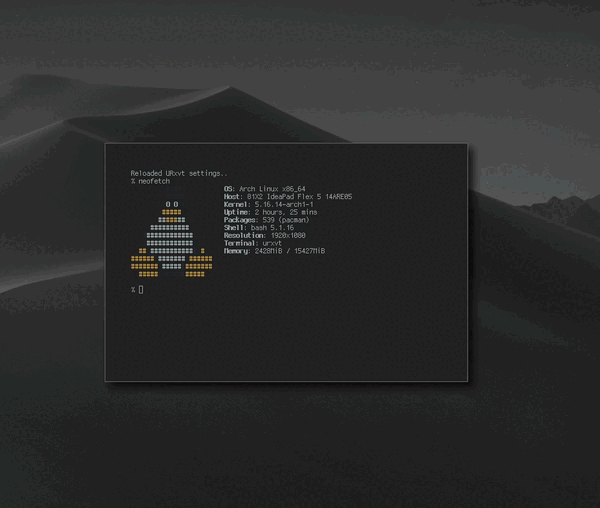 Reloaded URxvt settings..
% neofetch
OS: Arch Linux x86_64
Host: 81X2 IdeaPad Flex 5 14ARE05
Kernel: 5.16.14-arch1-1
Uptime: 2 hours, 25 mins
Packages: 539 (pacman)
Shell: bash 5.1.16
Resolution: 1920x1080
Terminal: urxvt
Memory: 2428MiB / 15427MiB
%